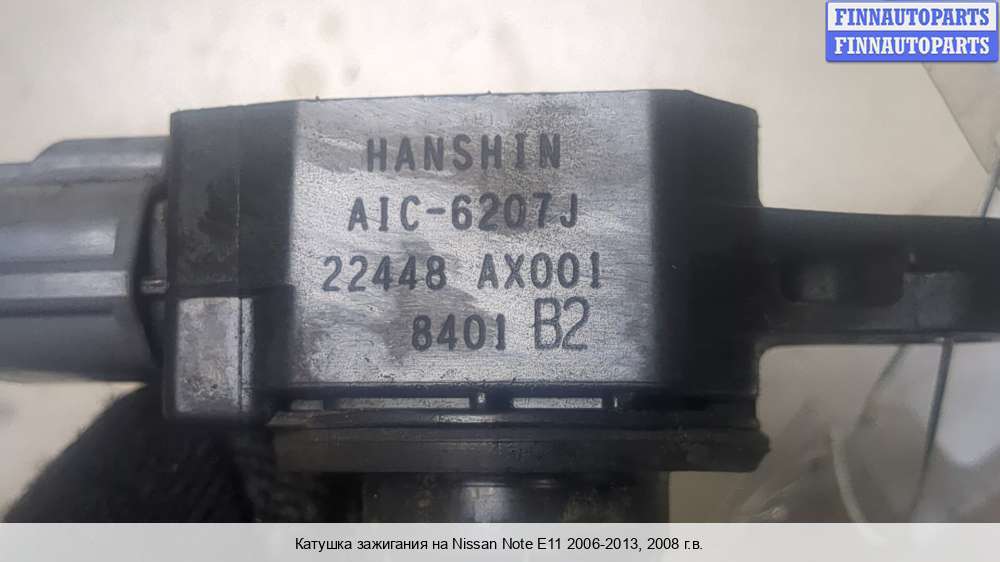 FINNAUTOPARTS
FINNAUTOPARTS
HANSHIN
AIC-6207J
22448 AX001
8401 B2
Катушка зажигания на Nissan Note E11 2006-2013, 2008 г.в.